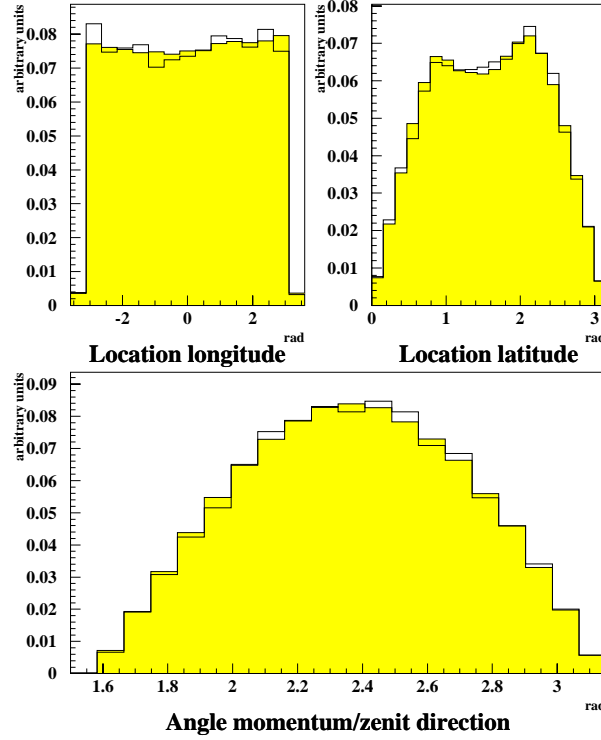 arbitrary units
0.08
0.07
0.06
0.05
0.04
0.03
0.02
0.01
0
-2 0 2
rad
Location longitude
arbitrary units
0.08
0.07
0.06
0.05
0.04
0.03
0.02
0.01
0
0 1 2 3
rad
Location latitude
arbitrary units
0.09
0.08
0.07
0.06
0.05
0.04
0.03
0.02
0.01
0
1.6 1.8 2 2.2 2.4 2.6 2.8 3
rad
Angle momentum/zenit direction